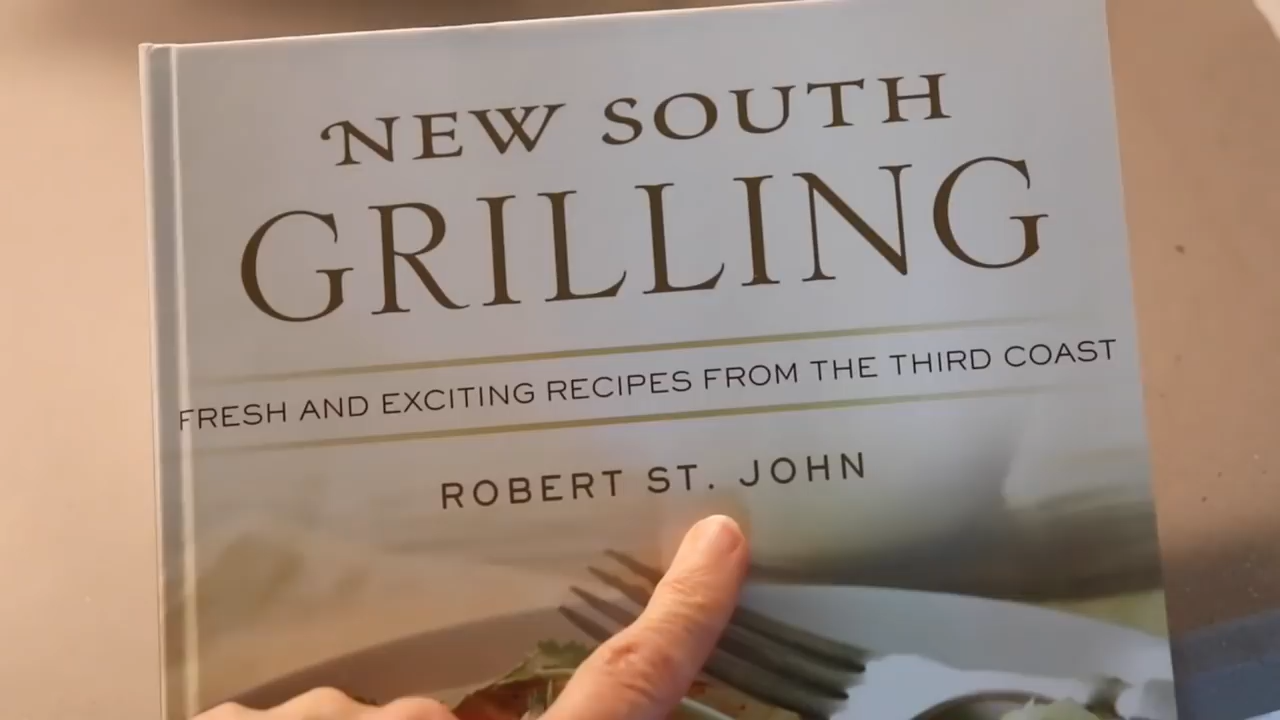 NEW SOUTH
GRILLING
FRESH AND EXCITING RECIPES FROM THE THIRD COAST
ROBERT ST. JOHN